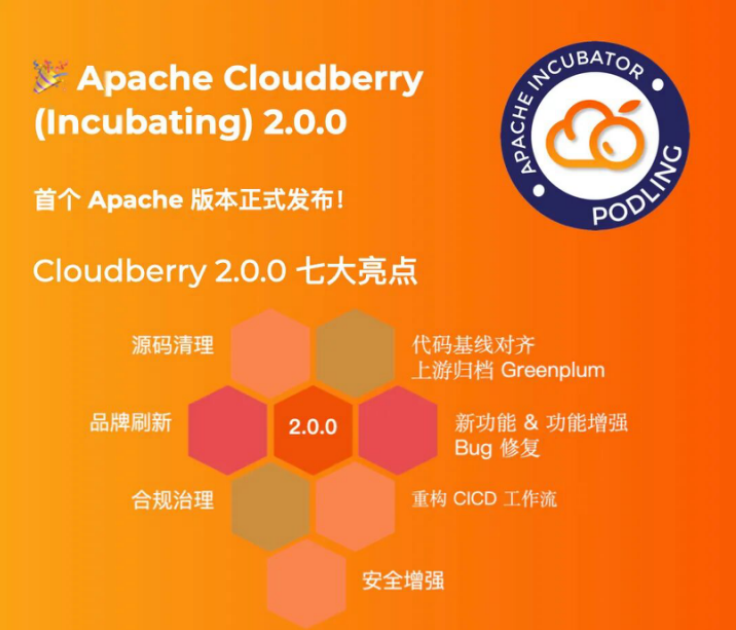 Apache Cloudberry
(Incubating) 2.0.0
APACHE INCUBATOR
PODLING
首个 Apache 版本正式发布！
Cloudberry 2.0.0 七大亮点
源码清理
代码基线对齐
上游归档 Greenplum
品牌刷新
2.0.0
新功能 & 功能增强
Bug 修复
合规治理
重构 CICD 工作流
安全增强